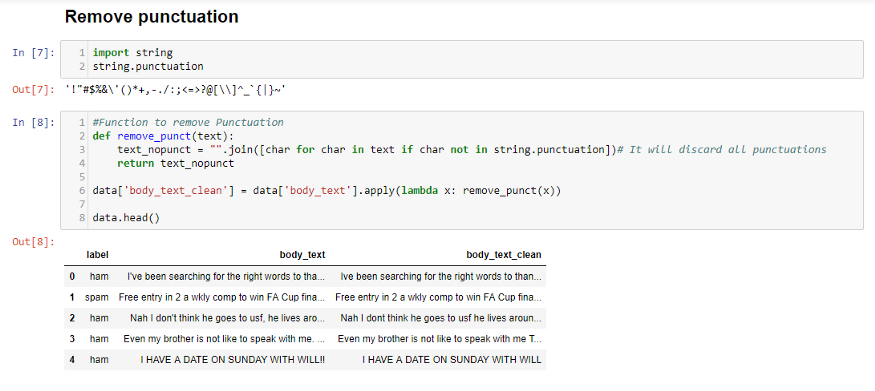 Remove punctuation
In [7]: 1 import string
2 string.punctuation
Out[7]: '!"#$%&\'()*+,-./:;<=>?@[\\]^_`{|}~'
In [8]: 1 #Function to remove Punctuation
2 def remove_punct(text):
3 text_nopunct = "".join([char for char in text if char not in string.punctuation])# It will discard all punctuations
4 return text_nopunct
5
6 data['body_text_clean'] = data['body_text'].apply(lambda x: remove_punct(x))
7
8 data.head()
Out[8]:
label body_text body_text_clean
0 ham I've been searching for the right words to tha... Ive been searching for the right words to than...
1 spam Free entry in 2 a wkly comp to win FA Cup fina... Free entry in 2 a wkly comp to win FA Cup fina...
2 ham Nah I don't think he goes to usf, he lives aro... Nah I dont think he goes to usf he lives aroun...
3 ham Even my brother is not like to speak with me. ... Even my brother is not like to speak with me T...
4 ham I HAVE A DATE ON SUNDAY WITH WILL!! I HAVE A DATE ON SUNDAY WITH WILL